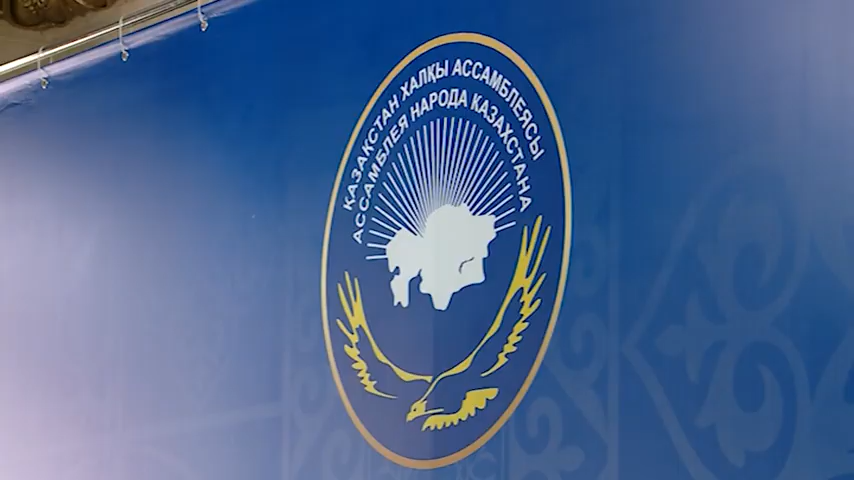 ҚАЗАҚСТАН ХАЛҚЫ АССАМБЛЕЯСЫ
АССАМБЛЕЯ НАРОДА КАЗАХСТАНА